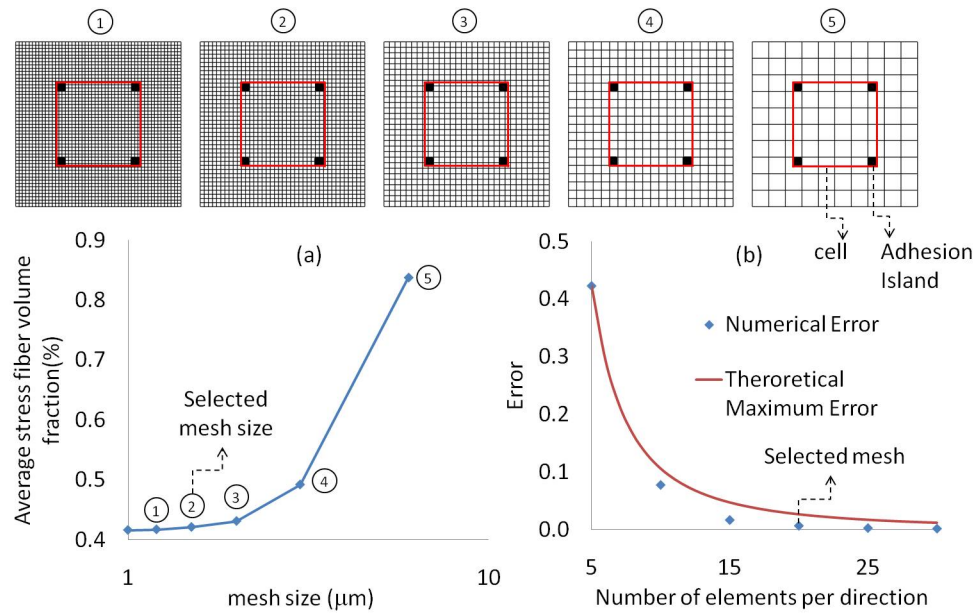 1
2
3
4
5
cell
Adhesion
Island
(a)
0.9
0.8
0.7
0.6
0.5
0.4
Average stress fiber volume
fraction(%)
Selected
mesh size
1
2
3
4
5
1
10
mesh size (μm)
(b)
0.5
0.4
0.3
0.2
0.1
0.0
Error
Numerical Error
Theroretical
Maximum Error
Selected mesh
5
15
25
Number of elements per direction